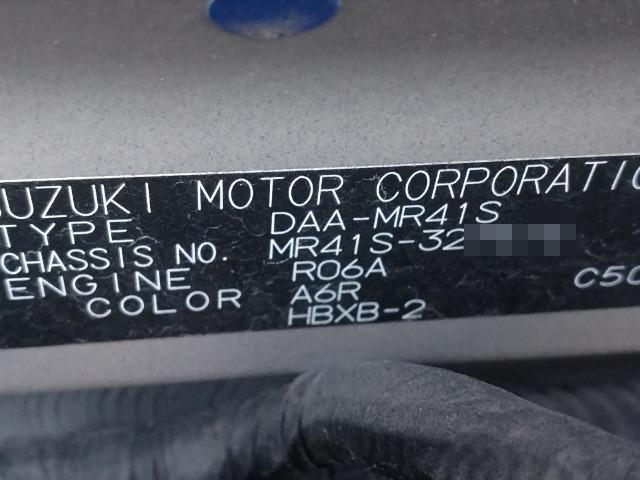 SUZUKI MOTOR CORPORATIO
TYPE DAA-MR41S
CHASSIS NO. MR41S-32
ENGINE R06A C50
COLOR A6R
HBXB-2